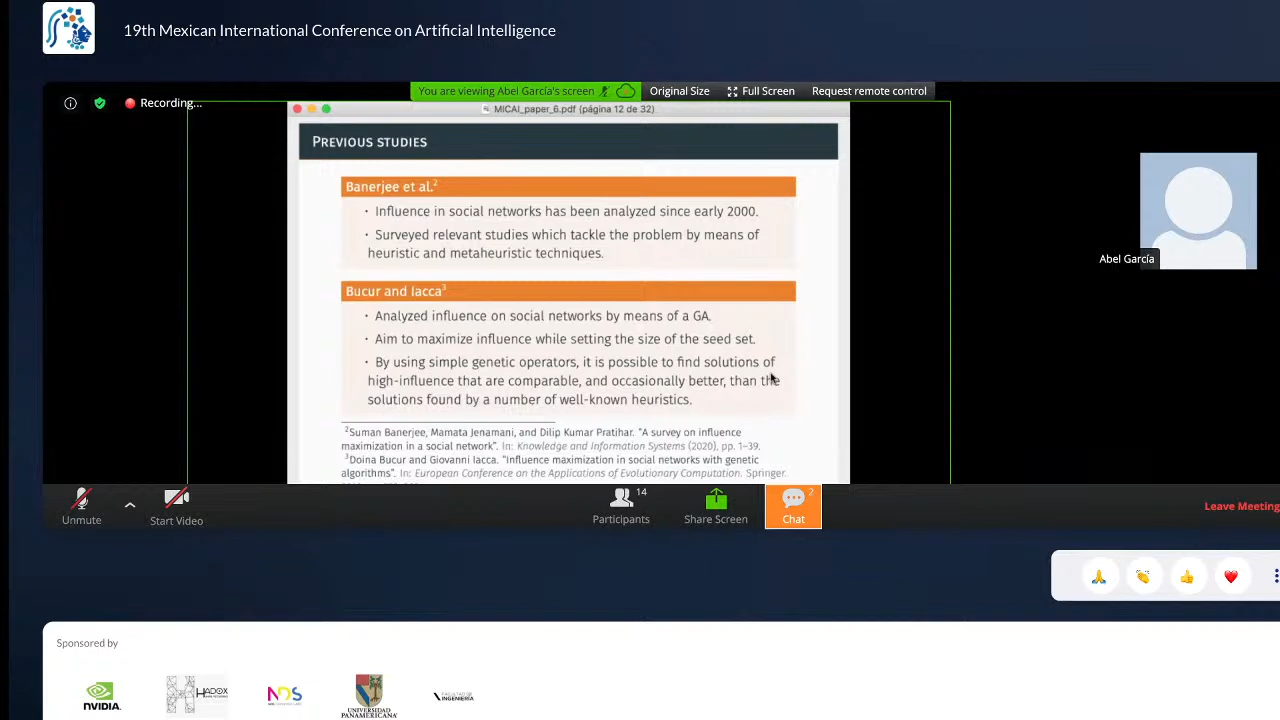 19th Mexican International Conference on Artificial Intelligence
You are viewing Abel García's screen
Original Size
Full Screen
Request remote control
Recording...
MICAI_paper_6.pdf (página 12 de 32)
PREVIOUS STUDIES
Banerjee et al.2
· Influence in social networks has been analyzed since early 2000.
· Surveyed relevant studies which tackle the problem by means of
heuristic and metaheuristic techniques.
Bucur and Iacca3
· Analyzed influence on social networks by means of a GA.
· Aim to maximize influence while setting the size of the seed set.
· By using simple genetic operators, it is possible to find solutions of
high-influence that are comparable, and occasionally better, than the
solutions found by a number of well-known heuristics.
2Suman Banerjee, Mamata Jenamani, and Dilip Kumar Pratihar. "A survey on influence
maximization in a social network". In: Knowledge and Information Systems (2020), pp. 1–39.
3Doina Bucur and Giovanni Iacca. "Influence maximization in social networks with genetic
algorithms". In: European Conference on the Applications of Evolutionary Computation. Springer.
Abel García
Unmute
Start Video
14
Participants
Share Screen
2
Chat
Leave Meeting
Sponsored by
NVIDIA.
HADOX
NDS
UNIVERSIDAD
PANAMERICANA
FACULTAD DE
INGENIERÍA